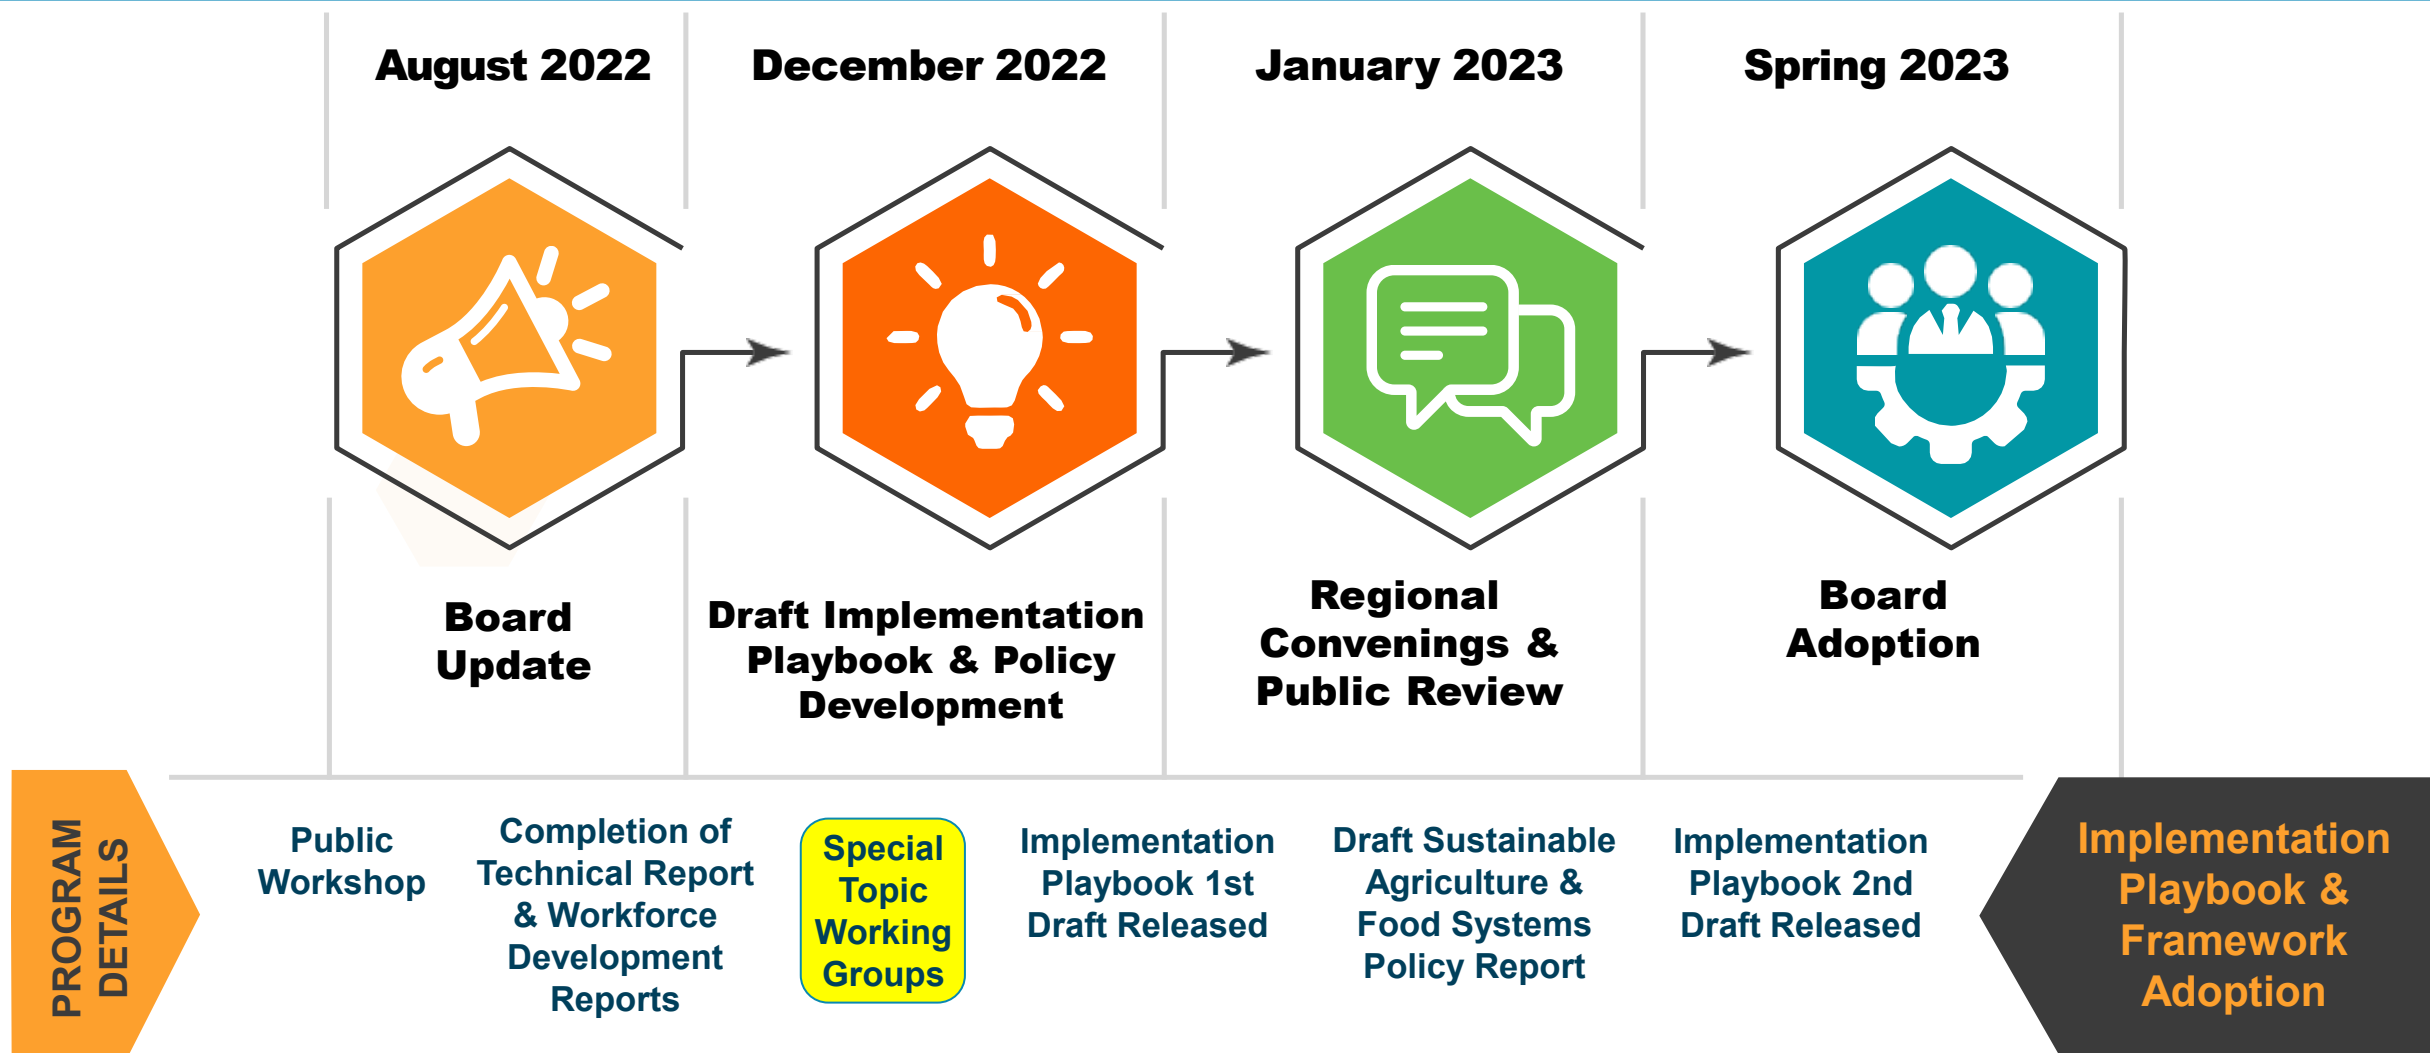 August 2022
December 2022
January 2023
Spring 2023
Board
Update
Draft Implementation
Playbook & Policy
Development
Regional
Convenings &
Public Review
Board
Adoption
PROGRAM
DETAILS
Public
Workshop
Completion of
Technical Report
& Workforce
Development
Reports
Special
Topic
Working
Groups
Implementation
Playbook 1st
Draft Released
Draft Sustainable
Agriculture &
Food Systems
Policy Report
Implementation
Playbook 2nd
Draft Released
Implementation
Playbook &
Framework
Adoption